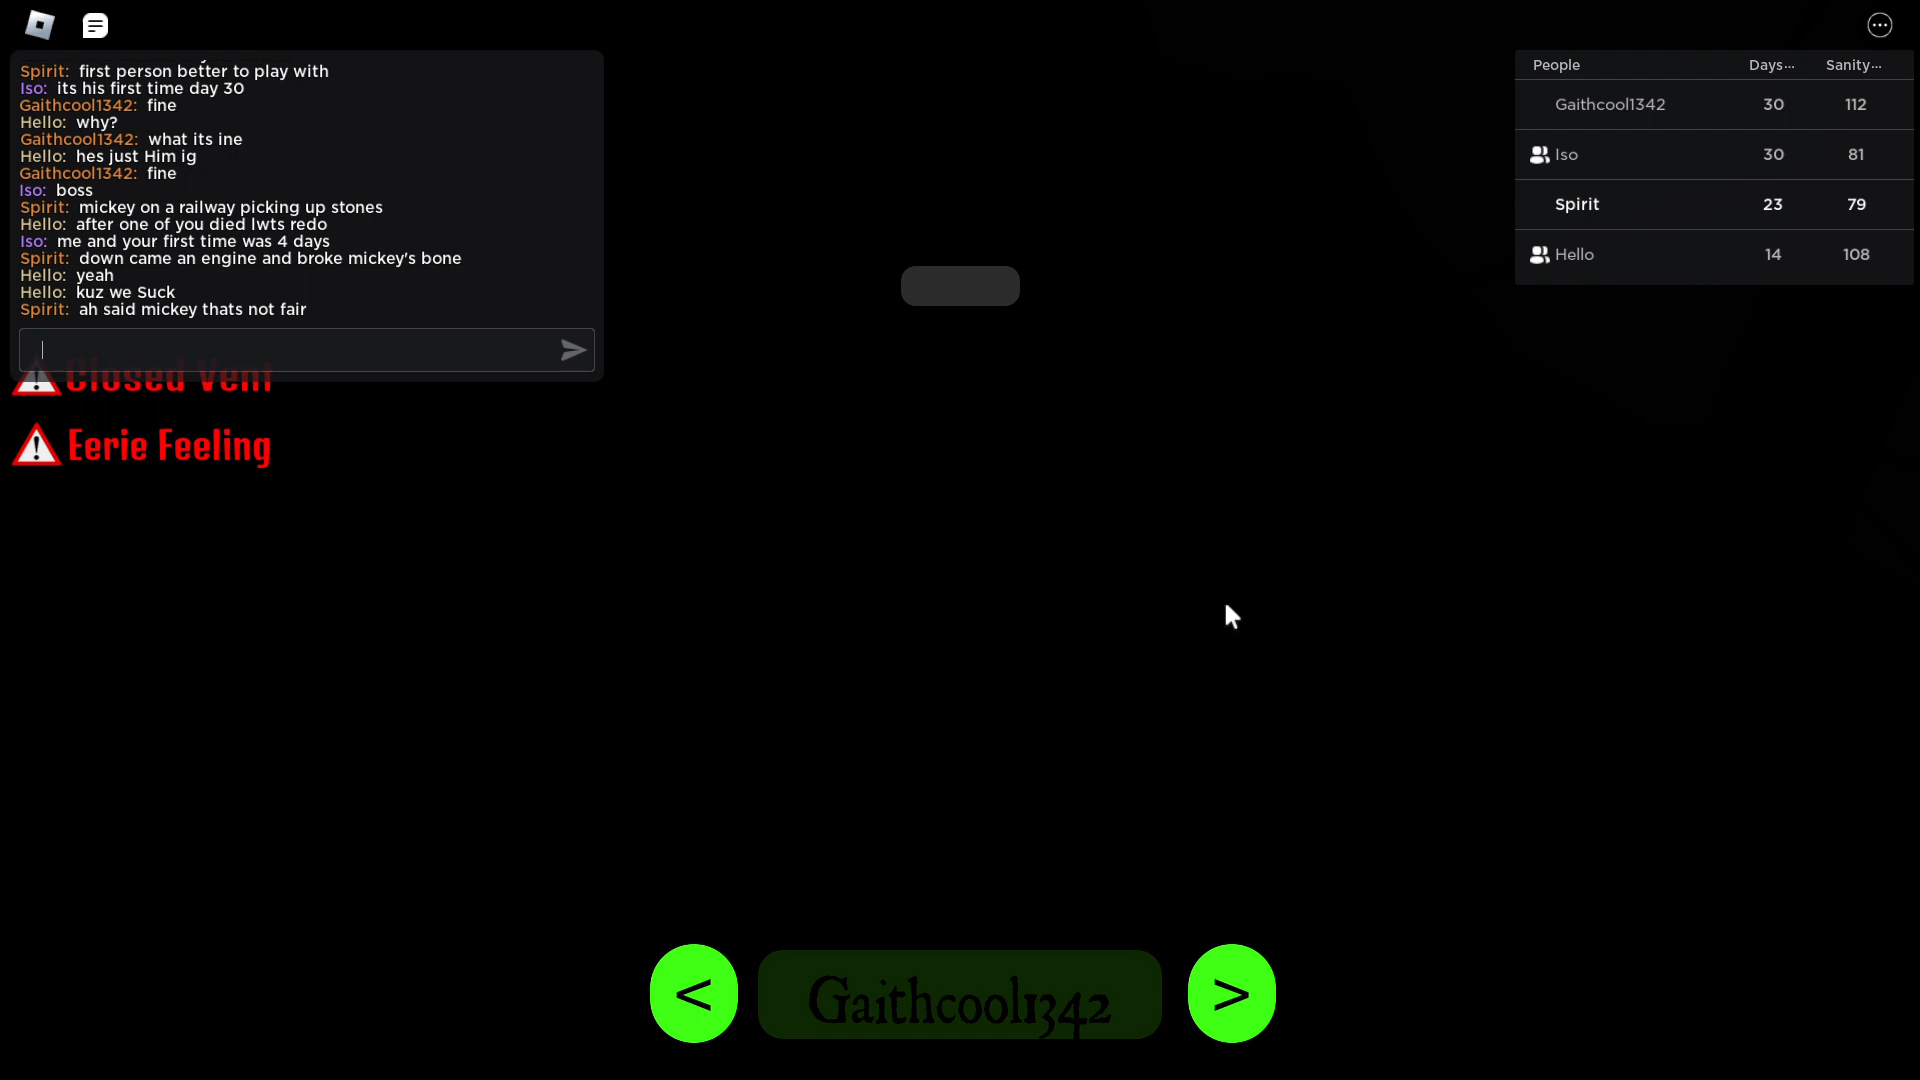 Spirit: first person better to play with
Iso: its his first time day 30
Gaithcool1342: fine
Hello: why?
Gaithcool1342: what its ine
Hello: hes just Him ig
Gaithcool1342: fine
Iso: boss
Spirit: mickey on a railway picking up stones
Hello: after one of you died lwts redo
Iso: me and your first time was 4 days
Spirit: down came an engine and broke mickey's bone
Hello: yeah
Hello: kuz we Suck
Spirit: ah said mickey thats not fair
Closed Vent
Eerie Feeling
People Days... Sanity...
Gaithcool1342 30 112
Iso 30 81
Spirit 23 79
Hello 14 108
< Gaithcool1342 >